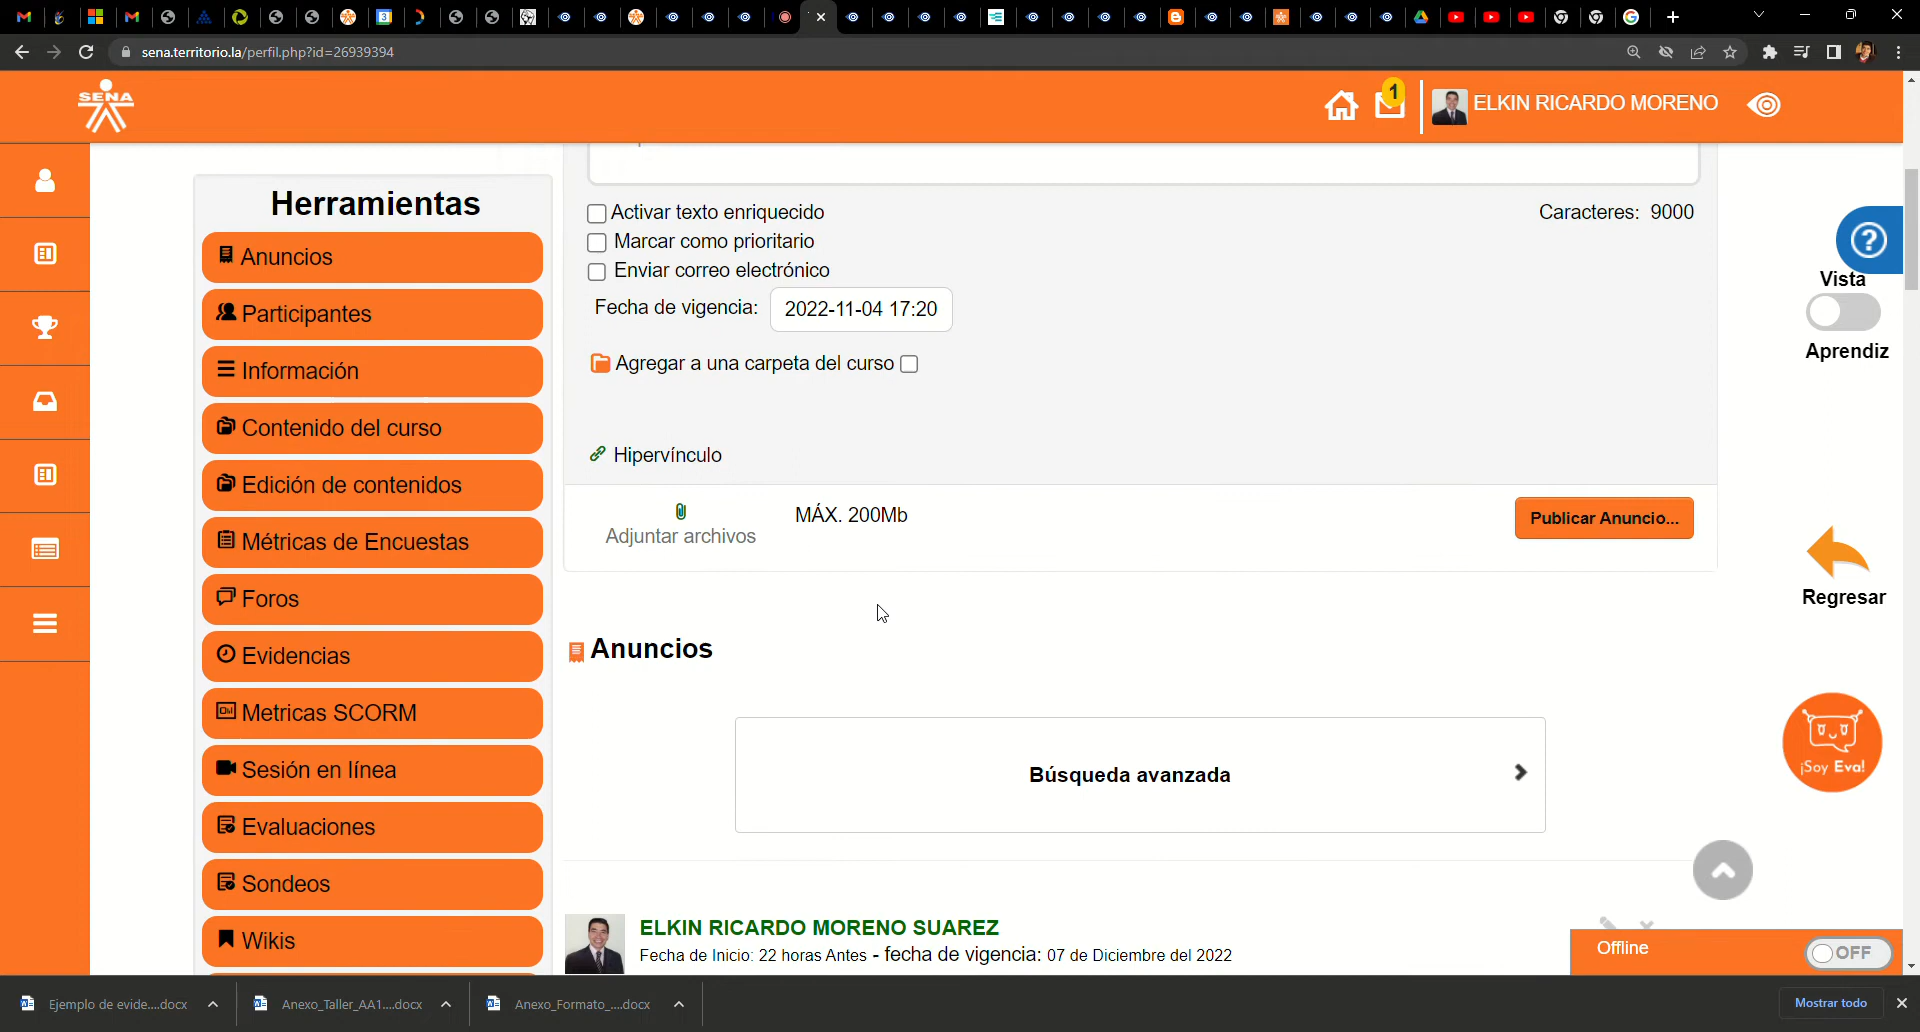 sena.territorio.la/perfil.php?id=26939394
SENA
1
ELKIN RICARDO MORENO
Herramientas
Anuncios
Participantes
Información
Contenido del curso
Edición de contenidos
Métricas de Encuestas
Foros
Evidencias
Metricas SCORM
Sesión en línea
Evaluaciones
Sondeos
Wikis
Activar texto enriquecido
Caracteres: 9000
Marcar como prioritario
Enviar correo electrónico
Fecha de vigencia: 2022-11-04 17:20
Agregar a una carpeta del curso
Hipervínculo
Adjuntar archivos
MÁX. 200Mb
Publicar Anuncio...
Anuncios
Búsqueda avanzada
ELKIN RICARDO MORENO SUAREZ
Fecha de Inicio: 22 horas Antes - fecha de vigencia: 07 de Diciembre del 2022
?
Vista
Aprendiz
Regresar
¡Soy Eva!
Offline
OFF
Ejemplo de evide....docx
Anexo_Taller_AA1....docx
Anexo_Formato_....docx
Mostrar todo